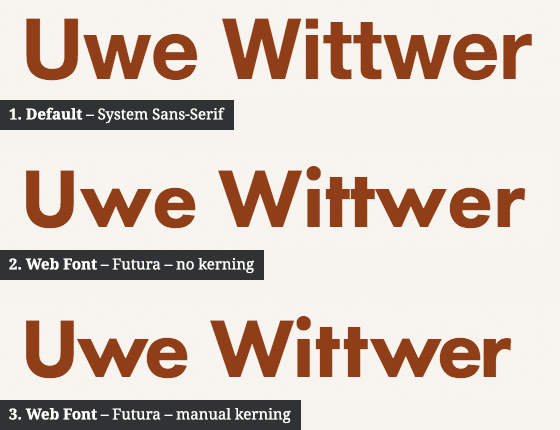 Uwe Wittwer
1. Default – System Sans-Serif
Uwe Wittwer
2. Web Font – Futura – no kerning
Uwe Wittwer
3. Web Font – Futura – manual kerning